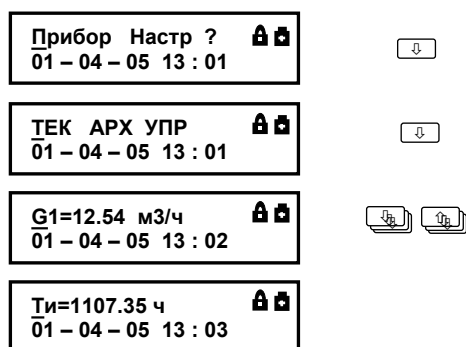 Прибор Настр ?
01 – 04 – 05 13 : 01
ТЕК АРХ УПР
01 – 04 – 05 13 : 01
G1=12.54 м3/ч
01 – 04 – 05 13 : 02
Ти=1107.35 ч
01 – 04 – 05 13 : 03